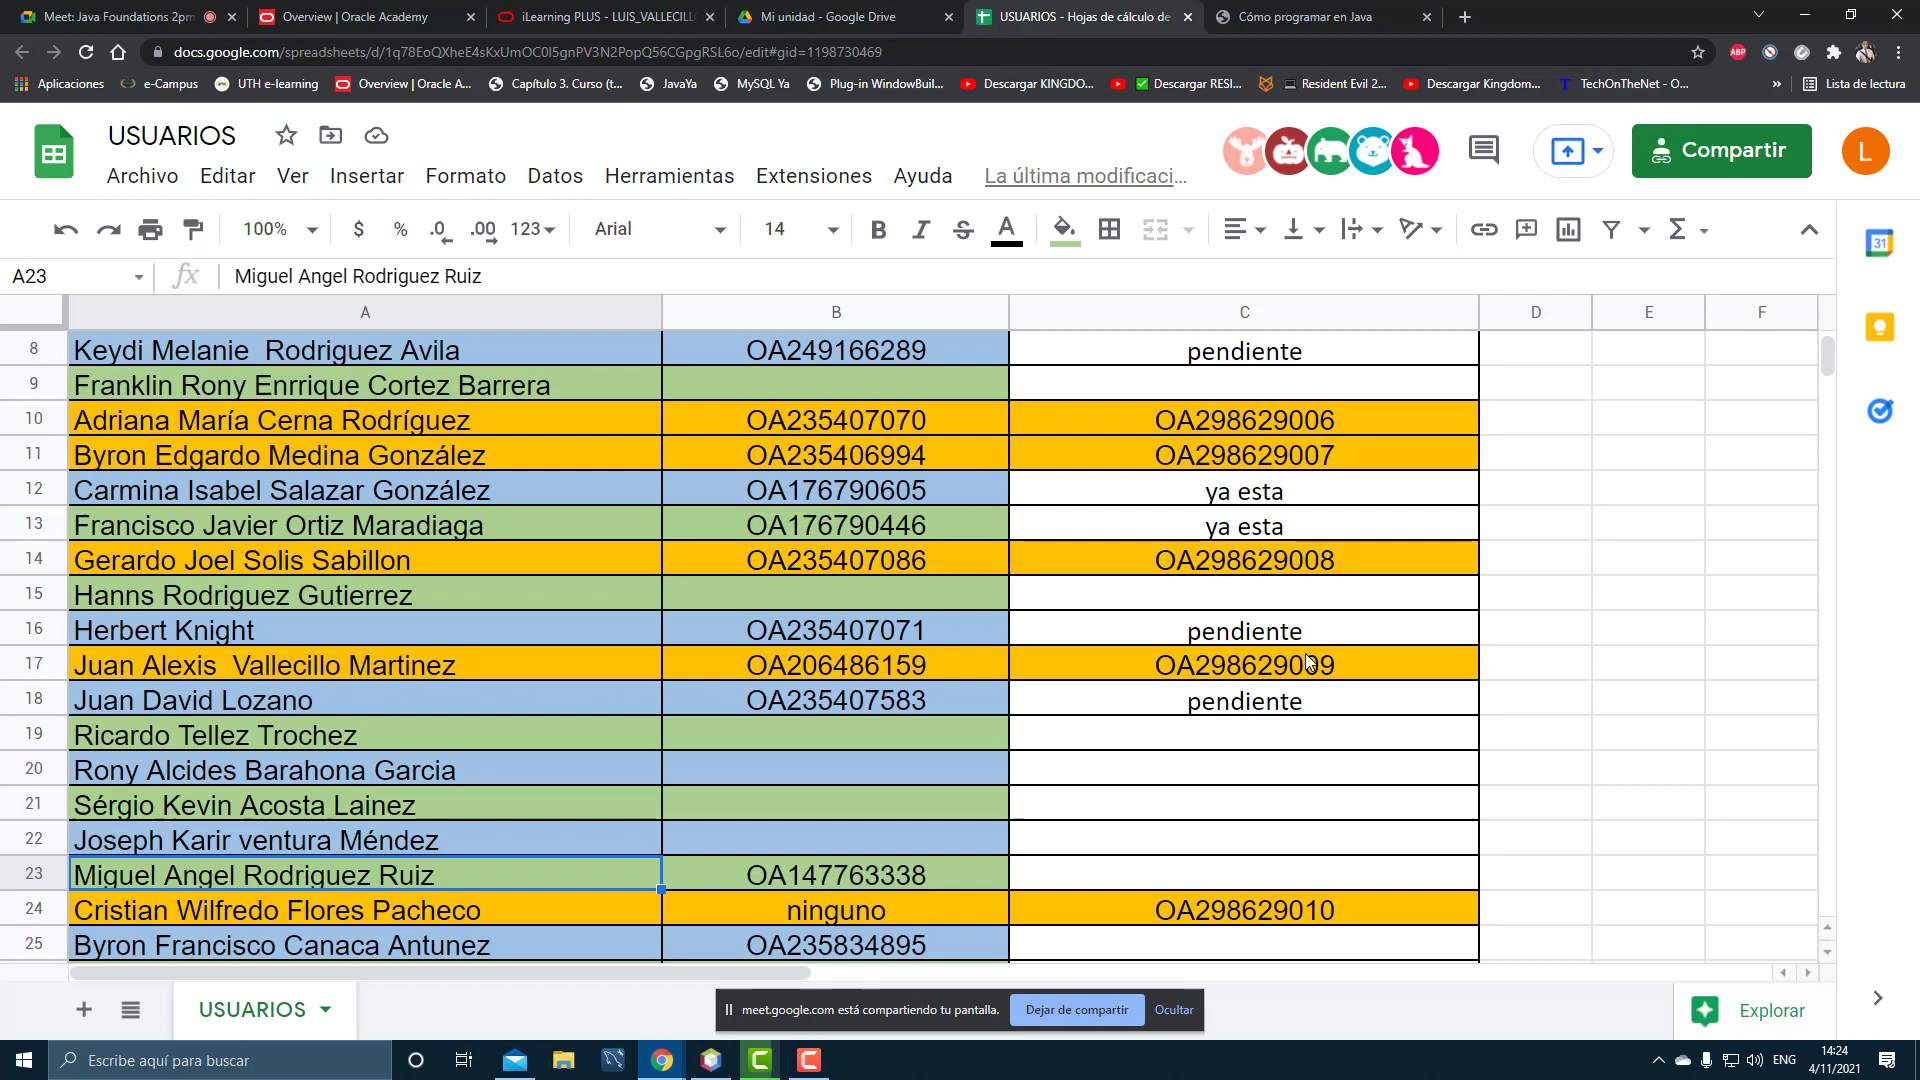 Meet: Java Foundations 2pm
Overview | Oracle Academy
iLearning PLUS - LUIS_VALLECILL
Mi unidad - Google Drive
USUARIOS - Hojas de cálculo de
Cómo programar en Java
docs.google.com/spreadsheets/d/1q78EoQXheE4sKxUmOC0I5gnPV3N2PopQ56CGpgRSL6o/edit#gid=1198730469
Aplicaciones
e-Campus
UTH e-learning
Overview | Oracle A...
Capítulo 3. Curso (t...
JavaYa
MySQL Ya
Plug-in WindowBuil...
Descargar KINGDO...
Descargar RESI...
Resident Evil 2...
Descargar Kingdom...
TechOnTheNet - O...
»
Lista de lectura
USUARIOS
Compartir
L
Archivo Editar Ver Insertar Formato Datos Herramientas Extensiones Ayuda La última modificaci...
100% $ % .0 .00 123 Arial 14 B I S A
31
A23 fx Miguel Angel Rodriguez Ruiz
A B C D E F
8 Keydi Melanie  Rodriguez Avila OA249166289 pendiente
9 Franklin Rony Enrrique Cortez Barrera
10 Adriana María Cerna Rodríguez OA235407070 OA298629006
11 Byron Edgardo Medina González OA235406994 OA298629007
12 Carmina Isabel Salazar González OA176790605 ya esta
13 Francisco Javier Ortiz Maradiaga OA176790446 ya esta
14 Gerardo Joel Solis Sabillon OA235407086 OA298629008
15 Hanns Rodriguez Gutierrez
16 Herbert Knight OA235407071 pendiente
17 Juan Alexis  Vallecillo Martinez OA206486159 OA298629009
18 Juan David Lozano OA235407583 pendiente
19 Ricardo Tellez Trochez
20 Rony Alcides Barahona Garcia
21 Sérgio Kevin Acosta Lainez
22 Joseph Karir ventura Méndez
23 Miguel Angel Rodriguez Ruiz OA147763338
24 Cristian Wilfredo Flores Pacheco ninguno OA298629010
25 Byron Francisco Canaca Antunez OA235834895
USUARIOS
meet.google.com está compartiendo tu pantalla.
Dejar de compartir
Ocultar
Explorar
Escribe aquí para buscar
ENG
14:24
4/11/2021